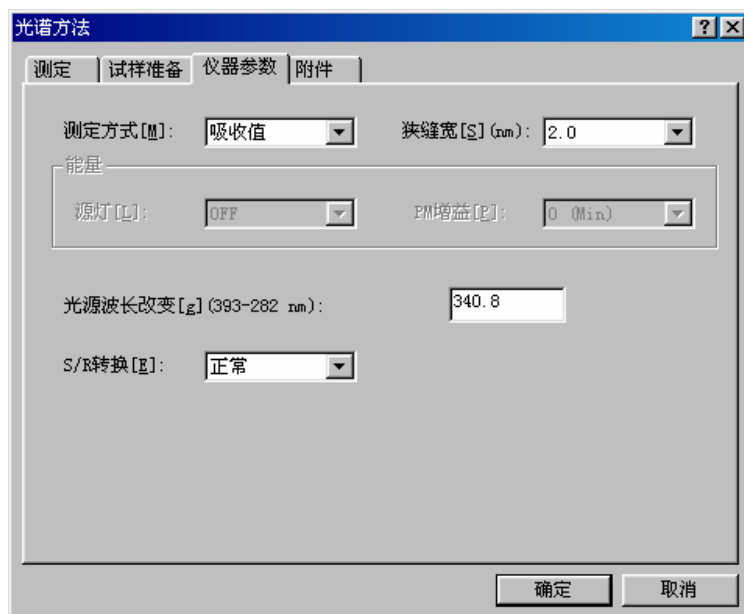 光谱方法
测定 试样准备 仪器参数 附件
测定方式[M]: 吸收值 狭缝宽[S](nm): 2.0
能量
源灯[L]: OFF PM增益[P]: 0 (Min)
光源波长改变[g](393-282 nm): 340.8
S/R转换[E]: 正常
确定 取消